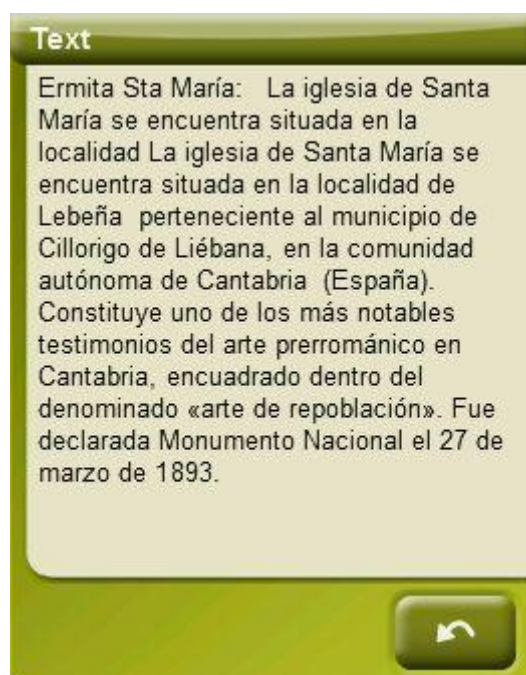 Text
Ermita Sta María:   La iglesia de Santa
María se encuentra situada en la
localidad La iglesia de Santa María se
encuentra situada en la localidad de
Lebeña  perteneciente al municipio de
Cillorigo de Liébana, en la comunidad
autónoma de Cantabria  (España).
Constituye uno de los más notables
testimonios del arte prerrománico en
Cantabria, encuadrado dentro del
denominado «arte de repoblación». Fue
declarada Monumento Nacional el 27 de
marzo de 1893.